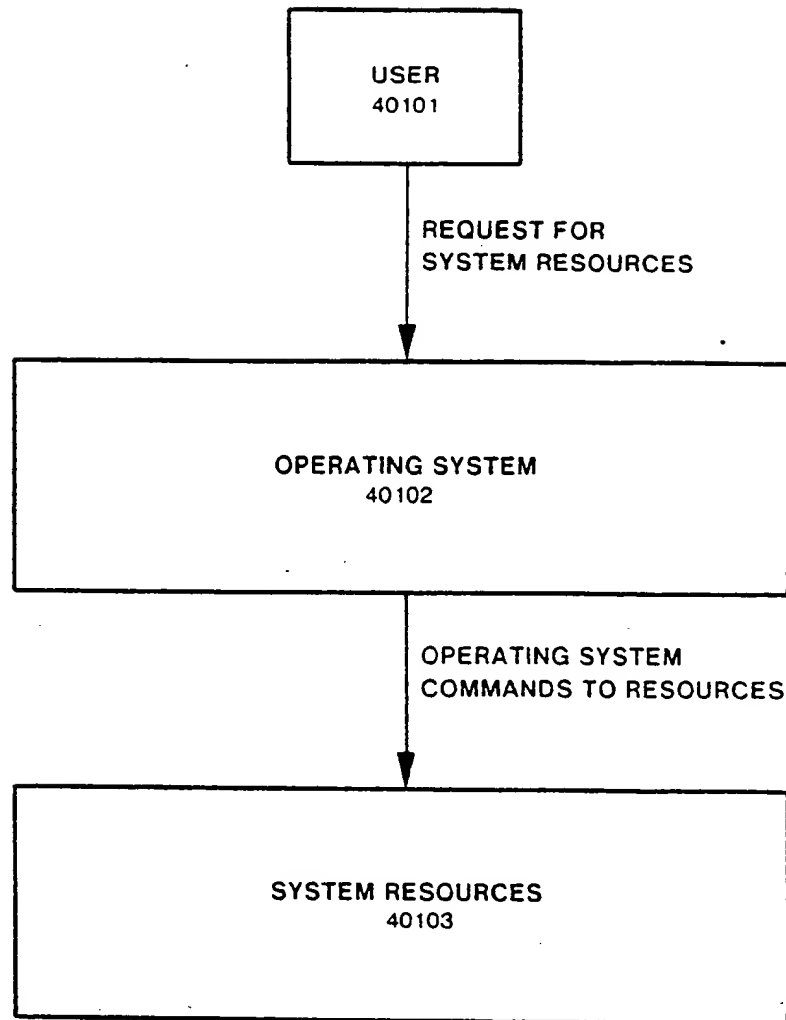 USER
40101
REQUEST FOR
SYSTEM RESOURCES
OPERATING SYSTEM
40102
OPERATING SYSTEM
COMMANDS TO RESOURCES
SYSTEM RESOURCES
40103